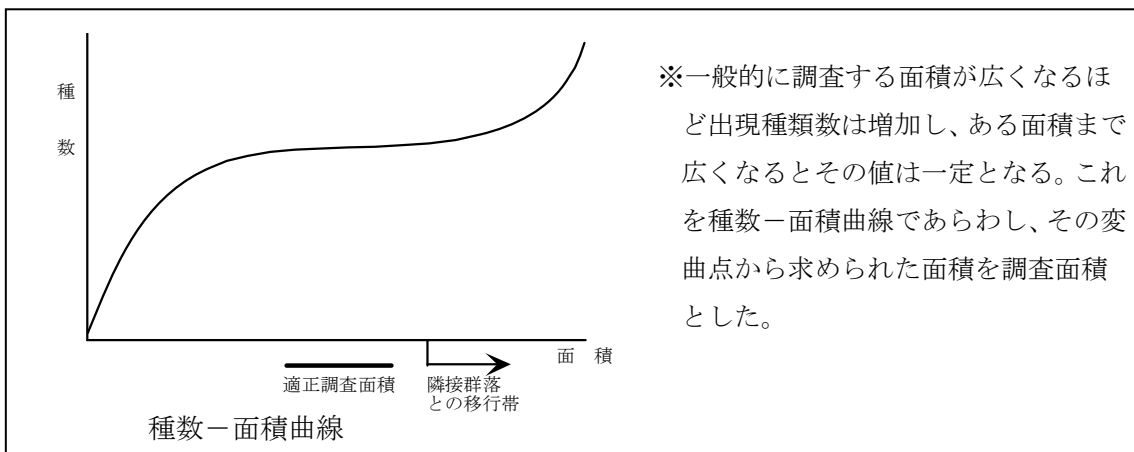 種
数
面 積
適正調査面積
隣接群落
との移行帯
種数－面積曲線
※一般的に調査する面積が広くなるほ
ど出現種類数は増加し、ある面積まで
広くなるとその値は一定となる。これ
を種数－面積曲線であらわし、その変
曲点から求められた面積を調査面積
とした。